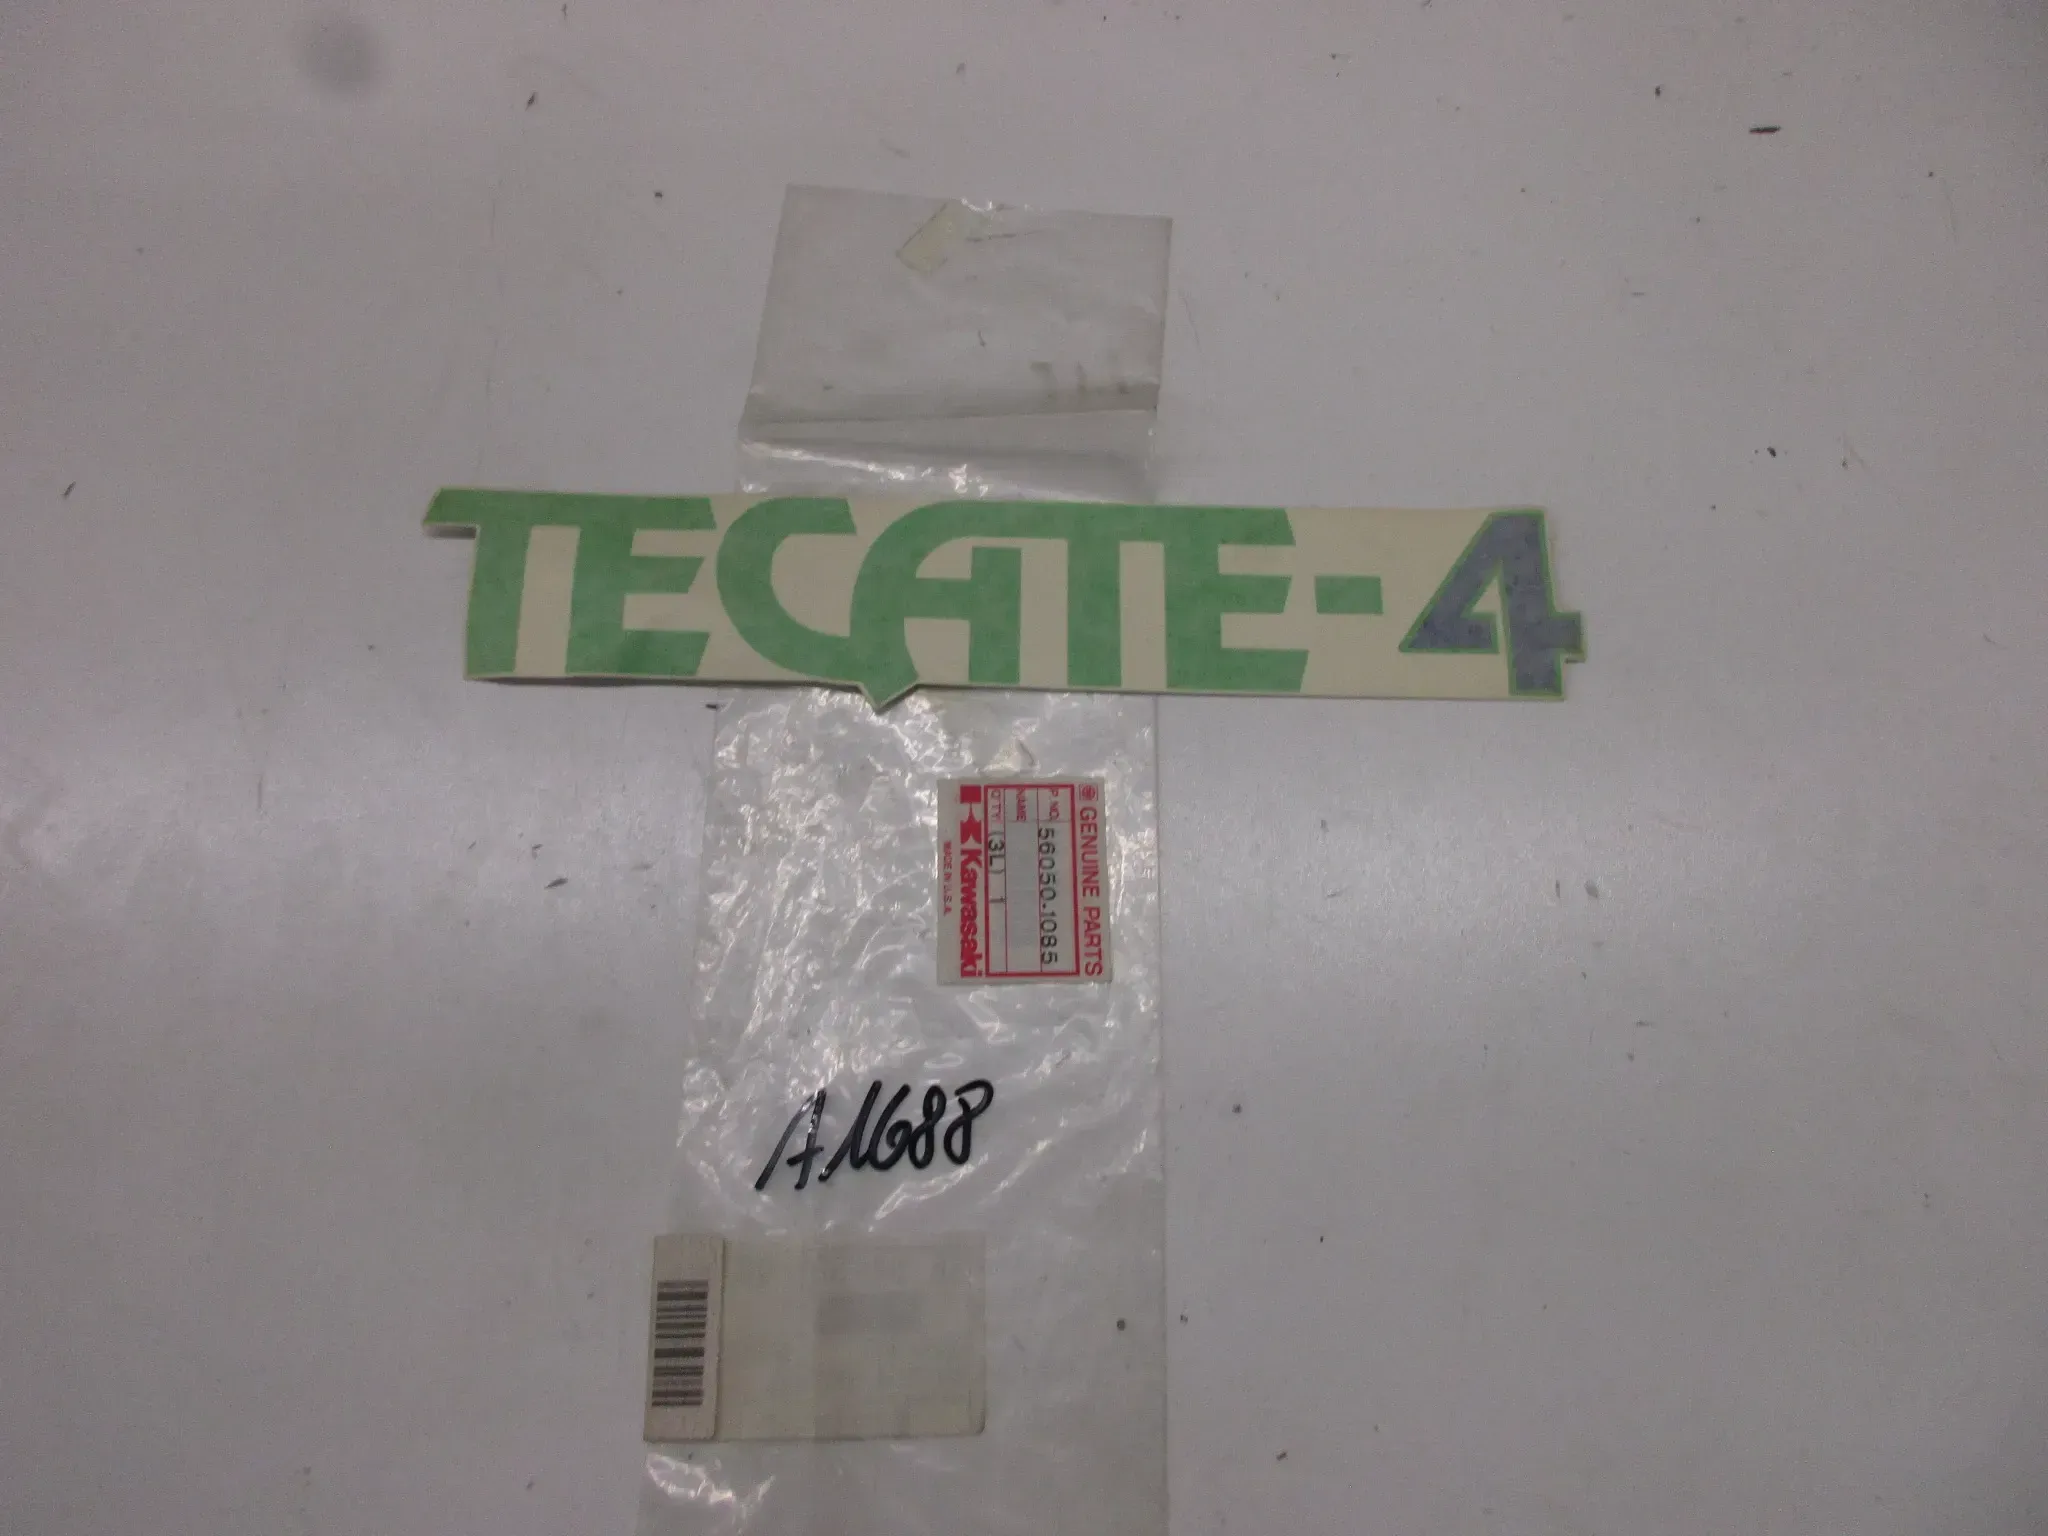 TECATE-4
GENUINE PARTS
P. NO. 56050-1085
NAME
Q'TY (3L) 1
Kawasaki
MADE IN U.S.A.
A1688